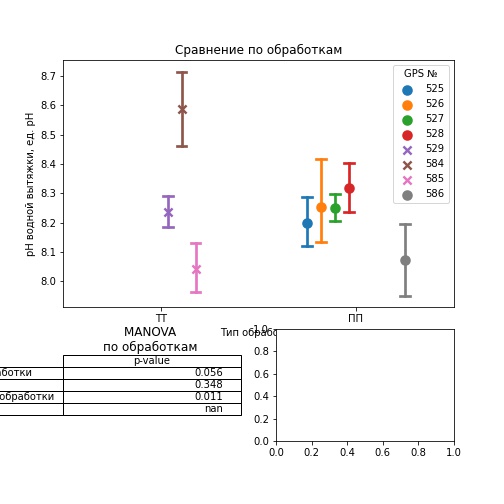 Сравнение по обработкам
pH водной вытяжки, ед. pH
8.7
8.6
8.5
8.4
8.3
8.2
8.1
8.0
GPS №
525
526
527
528
529
584
585
586
ТТ
ПП
Тип
MANOVA
по обработкам
p-value
0.056
0.348
обработки 0.011
nan
1.0
0.8
0.6
0.4
0.2
0.0
0.0 0.2 0.4 0.6 0.8 1.0